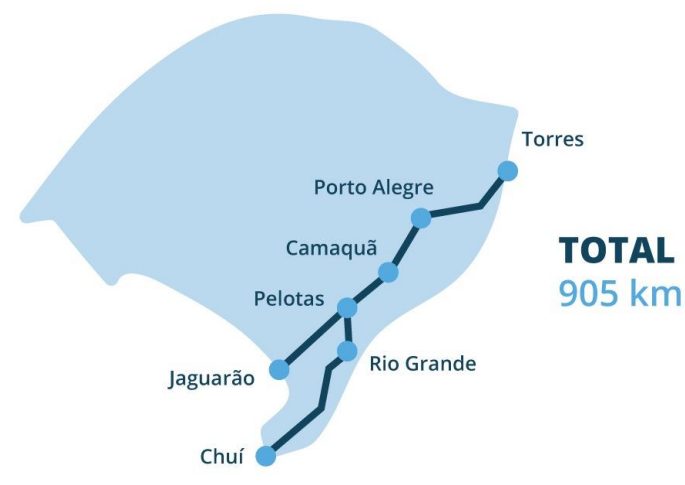 Torres
Porto Alegre
Camaquã
TOTAL
905 km
Pelotas
Rio Grande
Jaguarão
Chuí